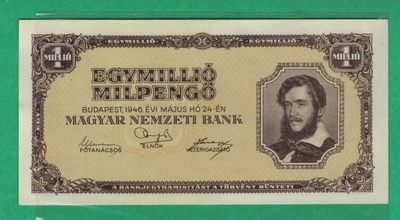 1
MILLIÓ
1
MILLIÓ
EGYMILLIÓ
MILPENGŐ
BUDAPEST, 1946. ÉVI MÁJUS HÓ 24-ÉN
MAGYAR NEMZETI BANK
FŐTANÁCSOS
ELNÖK
VEZÉRIGAZGATÓ
A BANKJEGYHAMISÍTÁST A TÖRVÉNY BÜNTETI